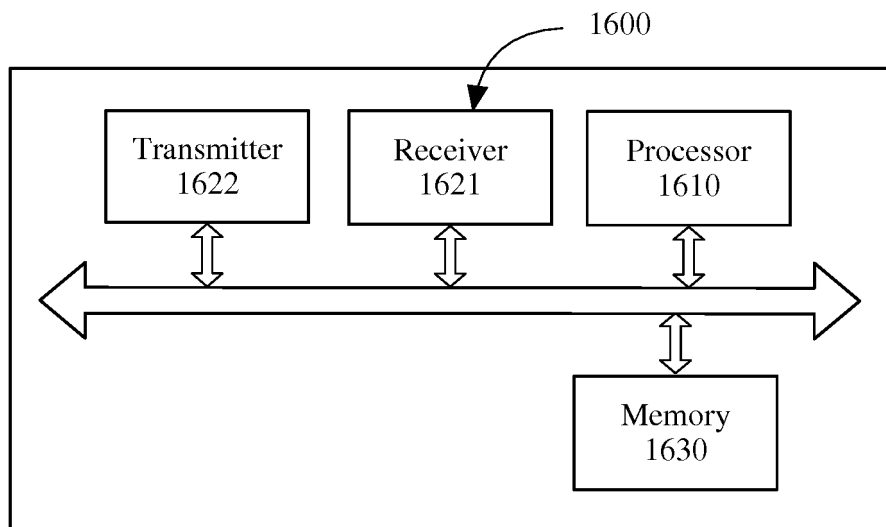 1600
Transmitter
1622
Receiver
1621
Processor
1610
Memory
1630